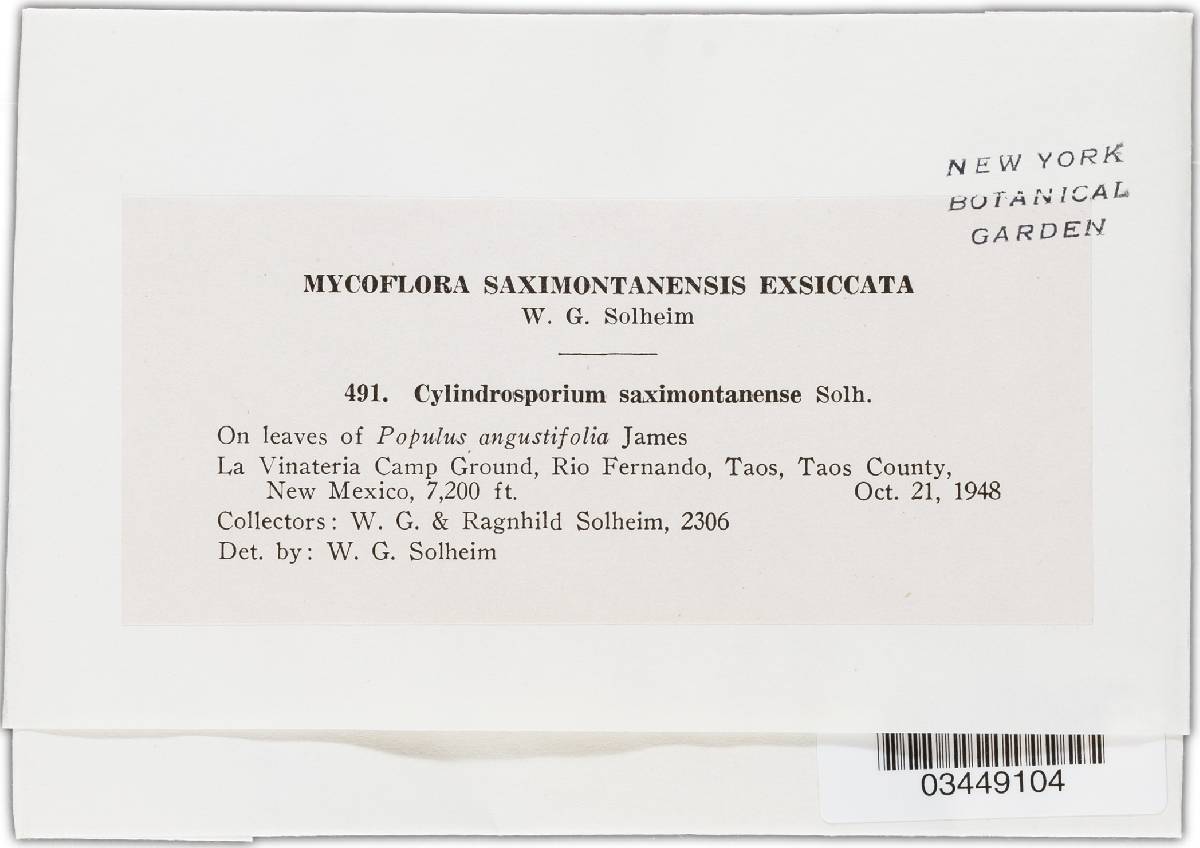 NEW YORK
BOTANICAL
GARDEN
MYCOFLORA SAXIMONTANENSIS EXSICCATA
W. G. Solheim
491. Cylindrosporium saximontanense Solh.
On leaves of Populus angustifolia James
La Vinateria Camp Ground, Rio Fernando, Taos, Taos County,
New Mexico, 7,200 ft. Oct. 21, 1948
Collectors: W. G. & Ragnhild Solheim, 2306
Det. by: W. G. Solheim
03449104